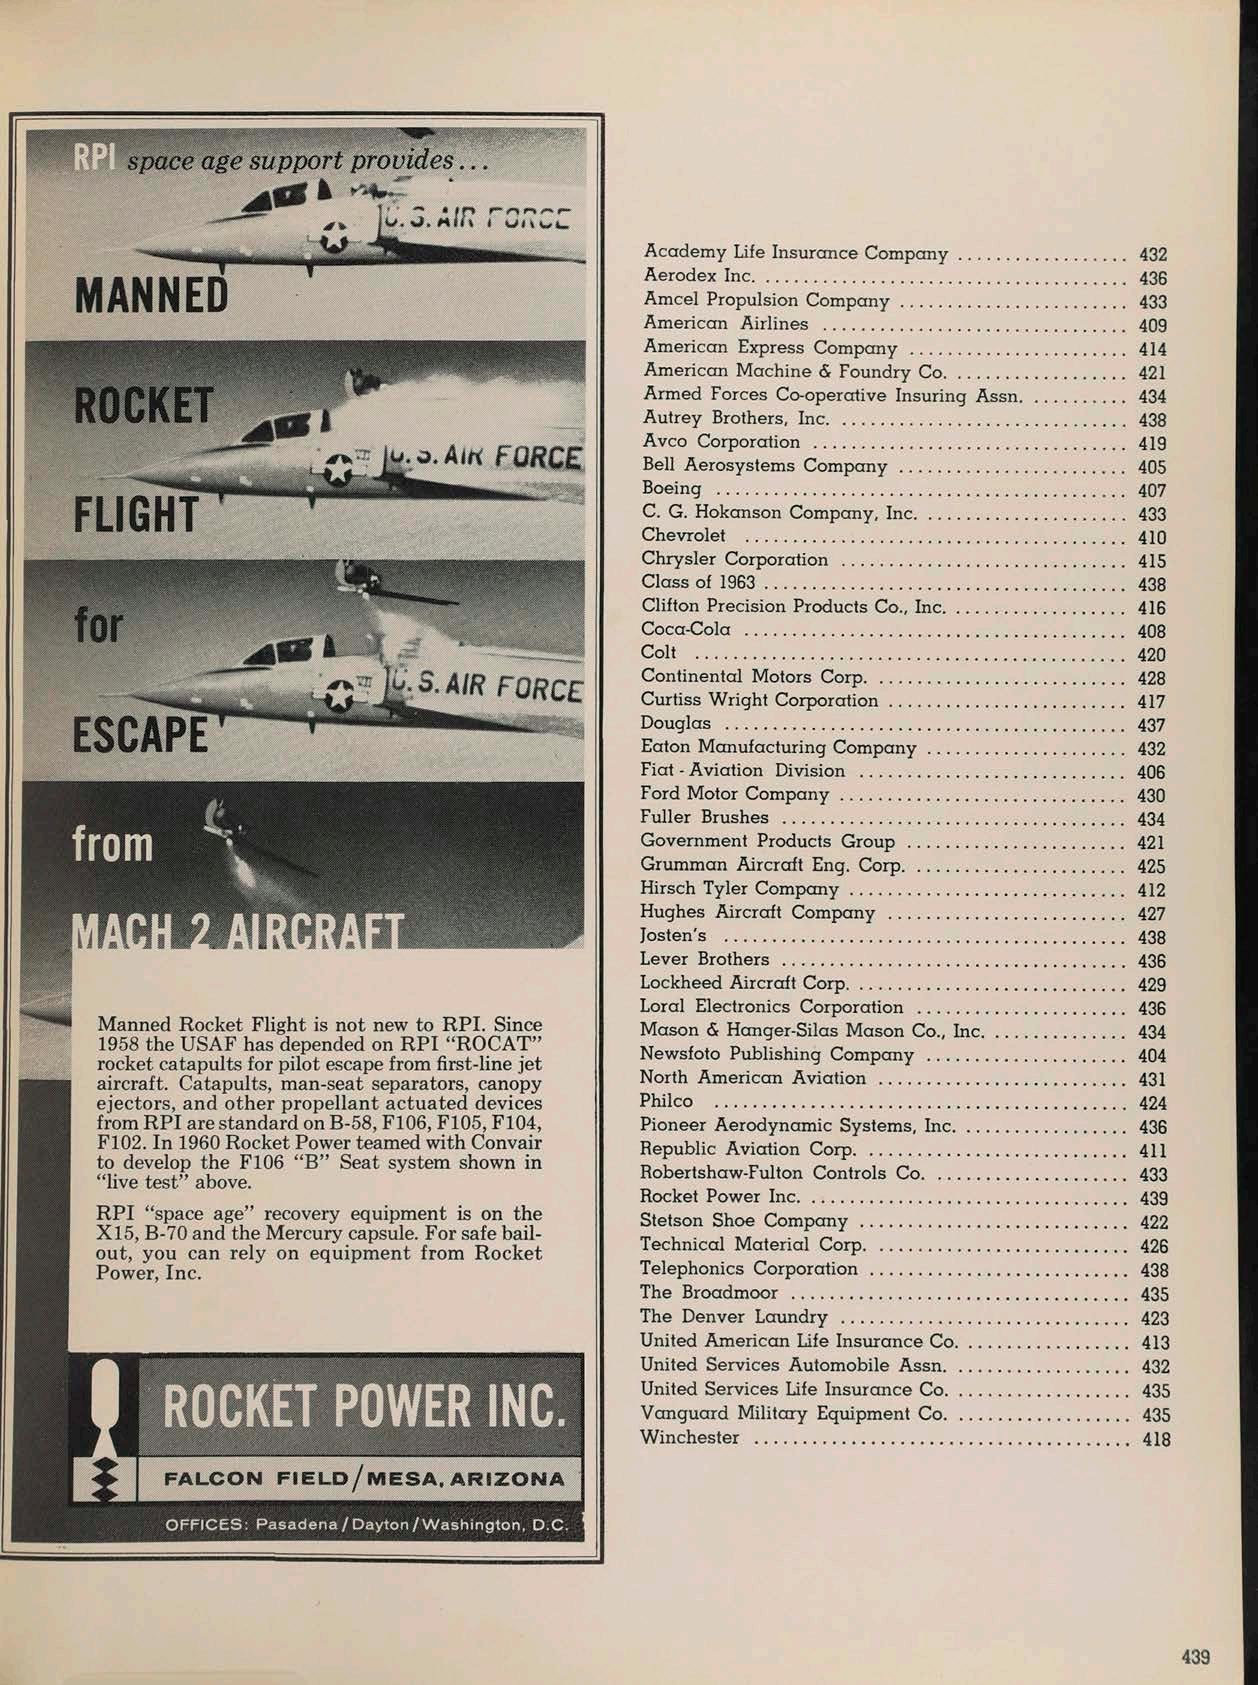 RPI space age support provides...
U.S. AIR FORCE
MANNED
ROCKET
U.S. AIR FORCE
FLIGHT
for
U.S. AIR FORCE
ESCAPE
from
MACH 2 AIRCRAFT
Manned Rocket Flight is not new to RPI. Since
1958 the USAF has depended on RPI “ROCAT”
rocket catapults for pilot escape from first-line jet
aircraft. Catapults, man-seat separators, canopy
ejectors, and other propellant actuated devices
from RPI are standard on B-58, F106, F105, F104,
F102. In 1960 Rocket Power teamed with Convair
to develop the F106 “B” Seat system shown in
“live test” above.
RPI “space age” recovery equipment is on the
X15, B-70 and the Mercury capsule. For safe bail-
out, you can rely on equipment from Rocket
Power, Inc.
ROCKET POWER INC.
FALCON FIELD/MESA, ARIZONA
OFFICES: Pasadena/Dayton/Washington, D.C.
Academy Life Insurance Company .................. 432
Aerodex Inc. ...................................... 436
Amcel Propulsion Company ........................ 433
American Airlines ................................ 409
American Express Company ....................... 414
American Machine & Foundry Co. .................. 421
Armed Forces Co-operative Insuring Assn. .......... 434
Autrey Brothers, Inc. .............................. 438
Avco Corporation ................................. 419
Bell Aerosystems Company ........................ 405
Boeing ........................................... 407
C. G. Hokanson Company, Inc. ..................... 433
Chevrolet ........................................ 410
Chrysler Corporation .............................. 415
Class of 1963 ...................................... 438
Clifton Precision Products Co., Inc. .................. 416
Coca-Cola ........................................ 408
Colt ............................................. 420
Continental Motors Corp. .......................... 428
Curtiss Wright Corporation ......................... 417
Douglas .......................................... 437
Eaton Manufacturing Company ..................... 432
Fiat - Aviation Division ............................ 406
Ford Motor Company .............................. 430
Fuller Brushes .................................... 434
Government Products Group ....................... 421
Grumman Aircraft Eng. Corp. ...................... 425
Hirsch Tyler Company ............................. 412
Hughes Aircraft Company ......................... 427
Josten's .......................................... 438
Lever Brothers .................................... 436
Lockheed Aircraft Corp. ............................ 429
Loral Electronics Corporation ...................... 436
Mason & Hanger-Silas Mason Co., Inc. .............. 434
Newsfoto Publishing Company ..................... 404
North American Aviation .......................... 431
Philco ........................................... 424
Pioneer Aerodynamic Systems, Inc. ................. 436
Republic Aviation Corp. ........................... 411
Robertshaw-Fulton Controls Co. .................... 433
Rocket Power Inc. ................................. 439
Stetson Shoe Company ............................ 422
Technical Material Corp. .......................... 426
Telephonics Corporation ........................... 438
The Broadmoor ................................... 435
The Denver Laundry .............................. 423
United American Life Insurance Co. ................. 413
United Services Automobile Assn. .................. 432
United Services Life Insurance Co. ................... 435
Vanguard Military Equipment Co. .................. 435
Winchester ....................................... 418
439